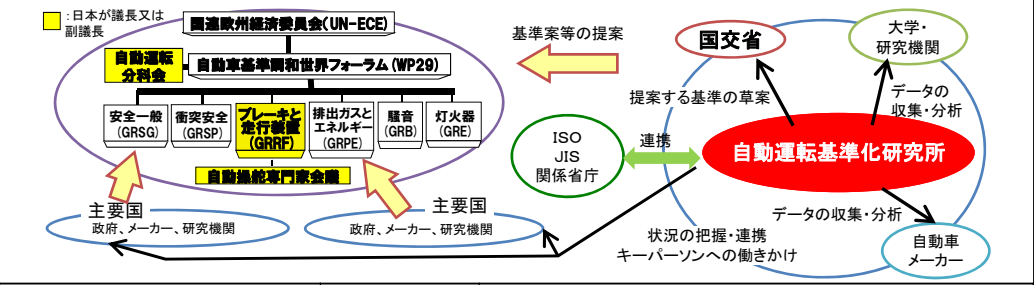 :日本が議長又は
副議長
国連欧州経済委員会(UN-ECE)
自動運転
分科会
自動車基準調和世界フォーラム(WP29)
安全一般
(GRSG)
衝突安全
(GRSP)
ブレーキと
走行装置
(GRRF)
排出ガスと
エネルギー
(GRPE)
騒音
(GRB)
灯火器
(GRE)
自動操舵専門家会議
主要国
政府、メーカー、研究機関
主要国
政府、メーカー、研究機関
基準案等の提案
ISO
JIS
関係省庁
連携
国交省
大学・
研究機関
提案する基準の草案
データの
収集・分析
自動運転基準化研究所
データの収集・分析
状況の把握・連携
キーパーソンへの働きかけ
自動車
メーカー